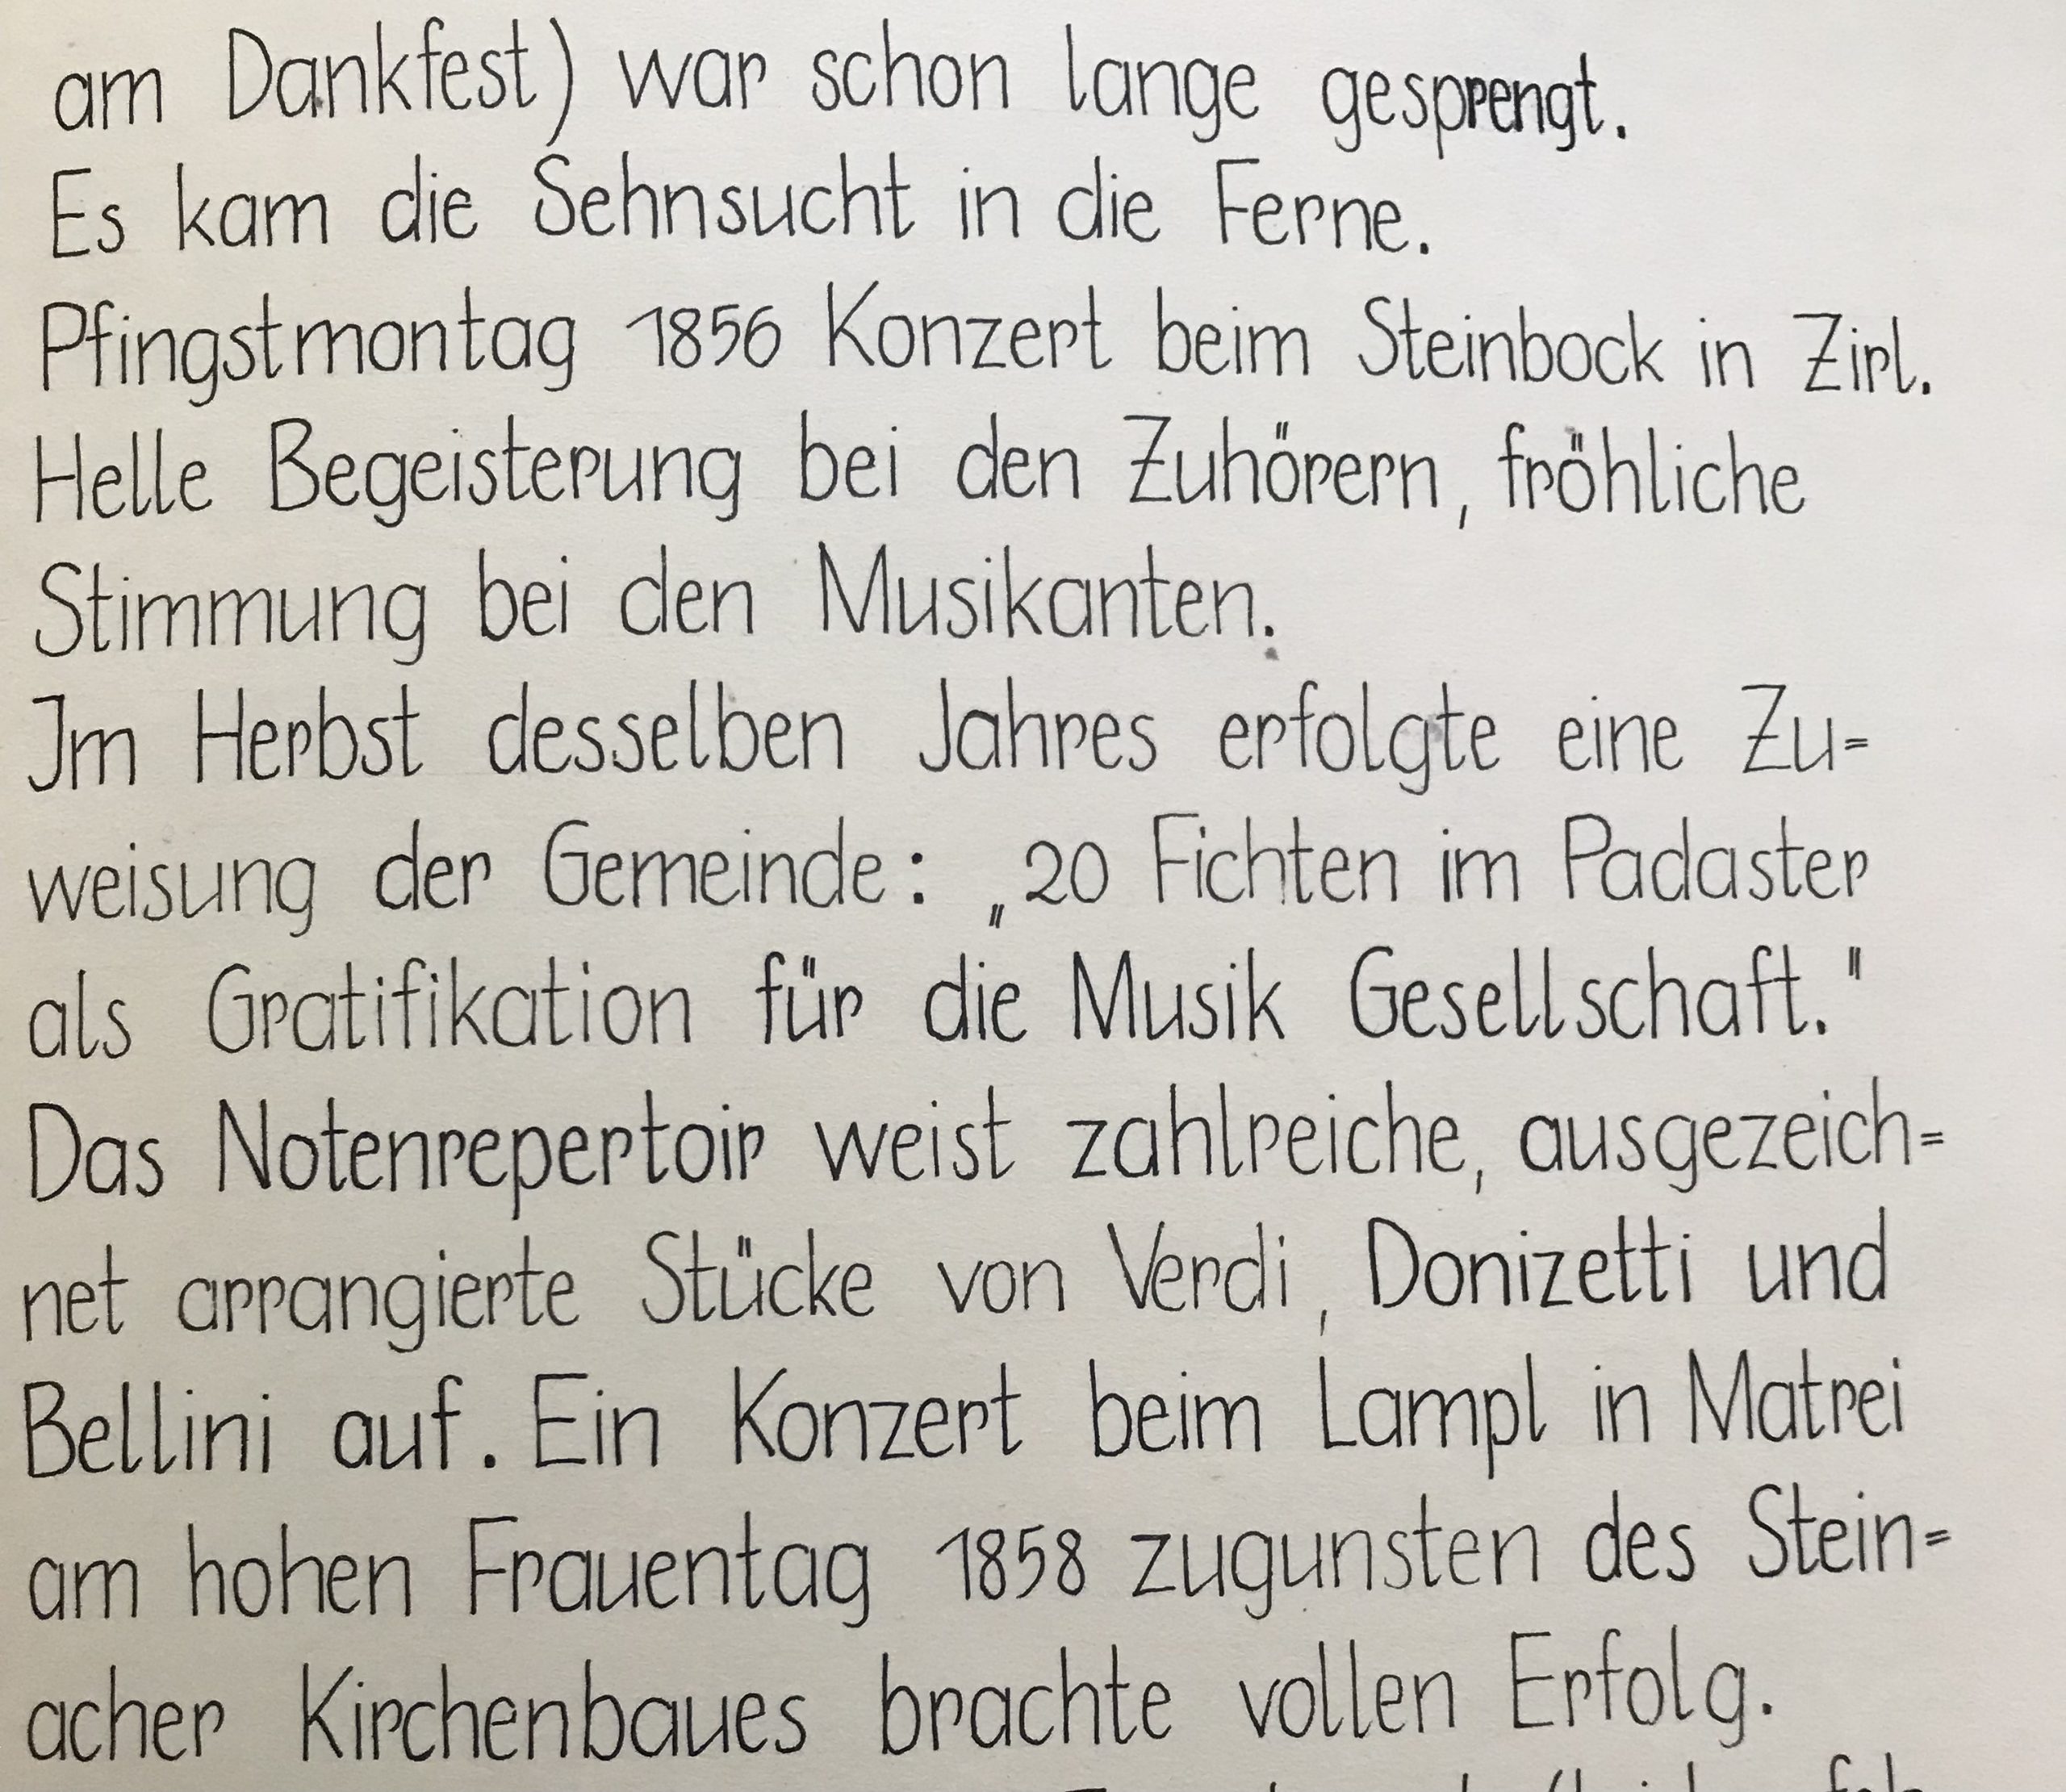 am Dankfest) war schon lange gesprengt.
Es kam die Sehnsucht in die Ferne.
Pfingstmontag 1856 Konzert beim Steinbock in Zirl.
Helle Begeisterung bei den Zuhörern, fröhliche
Stimmung bei den Musikanten.
Im Herbst desselben Jahres erfolgte eine Zu=
weisung der Gemeinde: „20 Fichten im Padaster
als Gratifikation für die Musik Gesellschaft."
Das Notenrepertoir weist zahlreiche, ausgezeich=
net arrangierte Stücke von Verdi, Donizetti und
Bellini auf. Ein Konzert beim Lampl in Matrei
am hohen Frauentag 1858 zugunsten des Stein=
acher Kirchenbaues brachte vollen Erfolg.